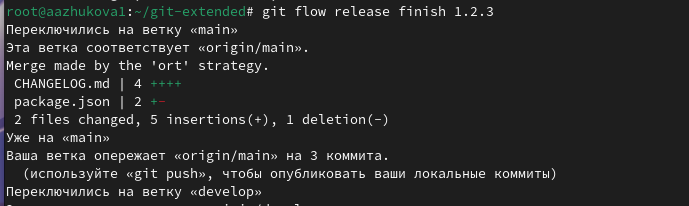 root@aazhukova1:~/git-extended# git flow release finish 1.2.3
Переключились на ветку «main»
Эта ветка соответствует «origin/main».
Merge made by the 'ort' strategy.
 CHANGELOG.md | 4 ++++
 package.json | 2 +-
 2 files changed, 5 insertions(+), 1 deletion(-)
Уже на «main»
Ваша ветка опережает «origin/main» на 3 коммита.
  (используйте «git push», чтобы опубликовать ваши локальные коммиты)
Переключились на ветку «develop»